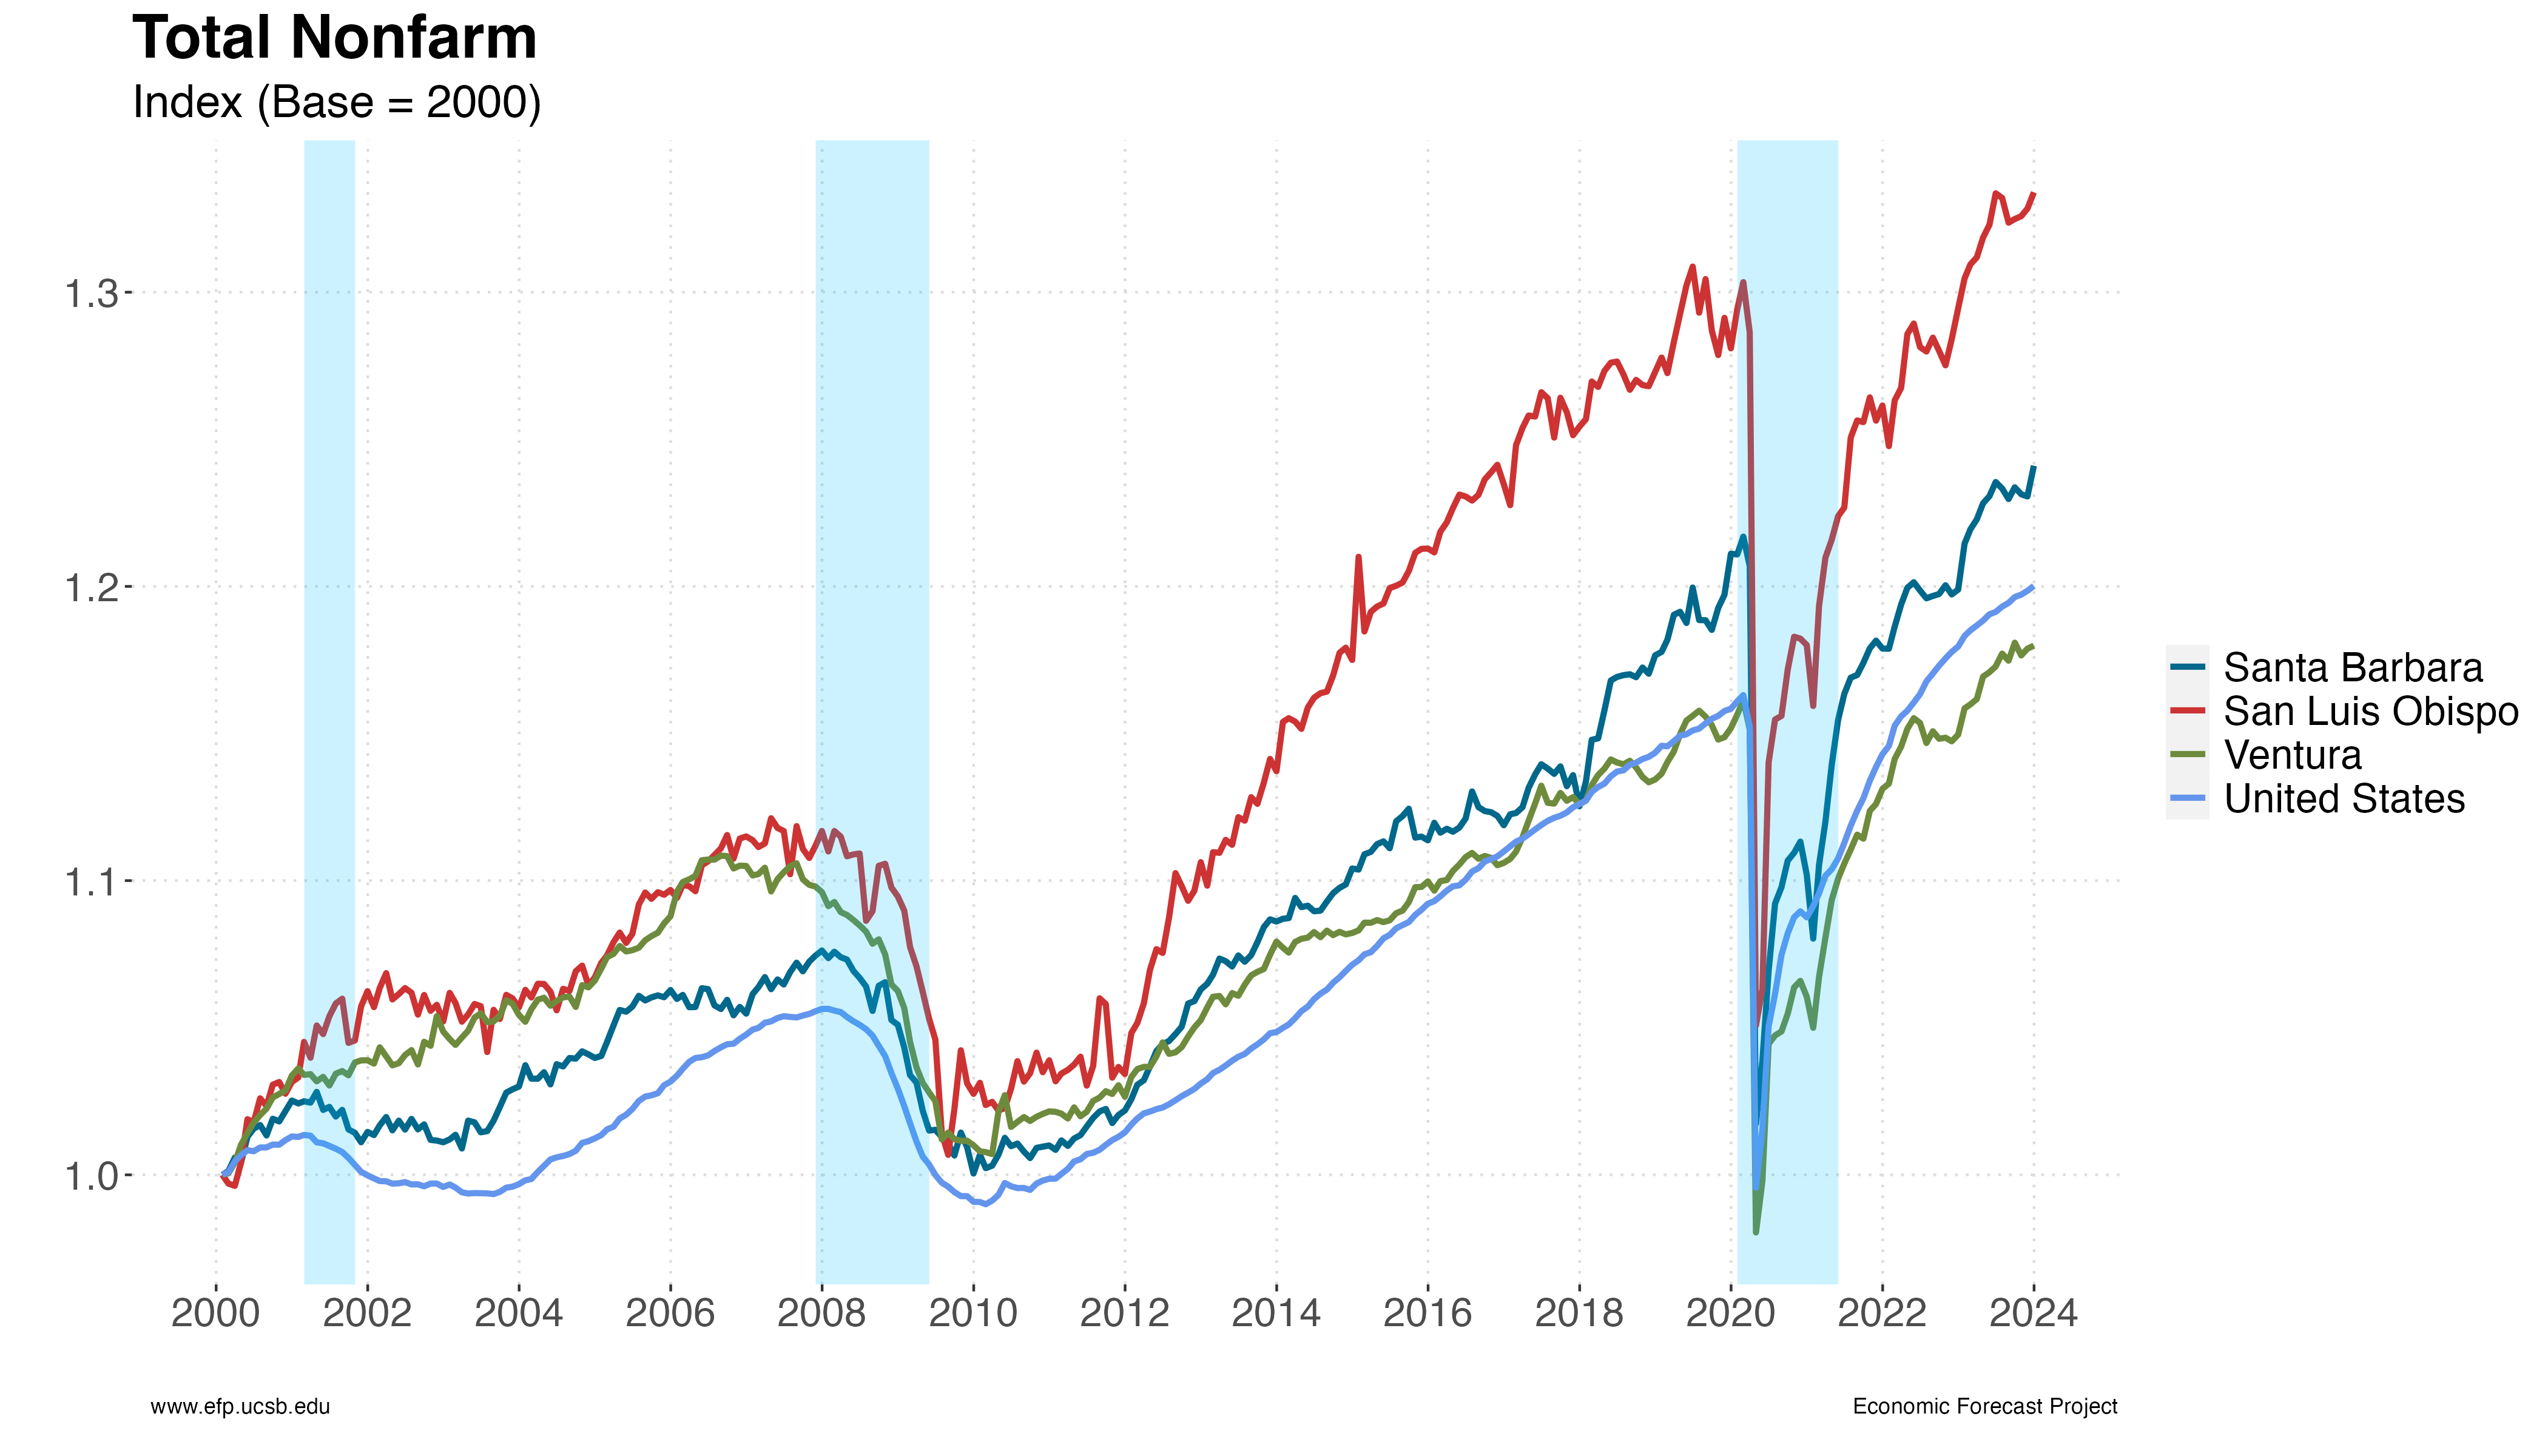 Total Nonfarm
Index (Base = 2000)
1.3
1.2
1.1
1.0
2000 2002 2004 2006 2008 2010 2012 2014 2016 2018 2020 2022 2024
Santa Barbara
San Luis Obispo
Ventura
United States
www.efp.ucsb.edu
Economic Forecast Project